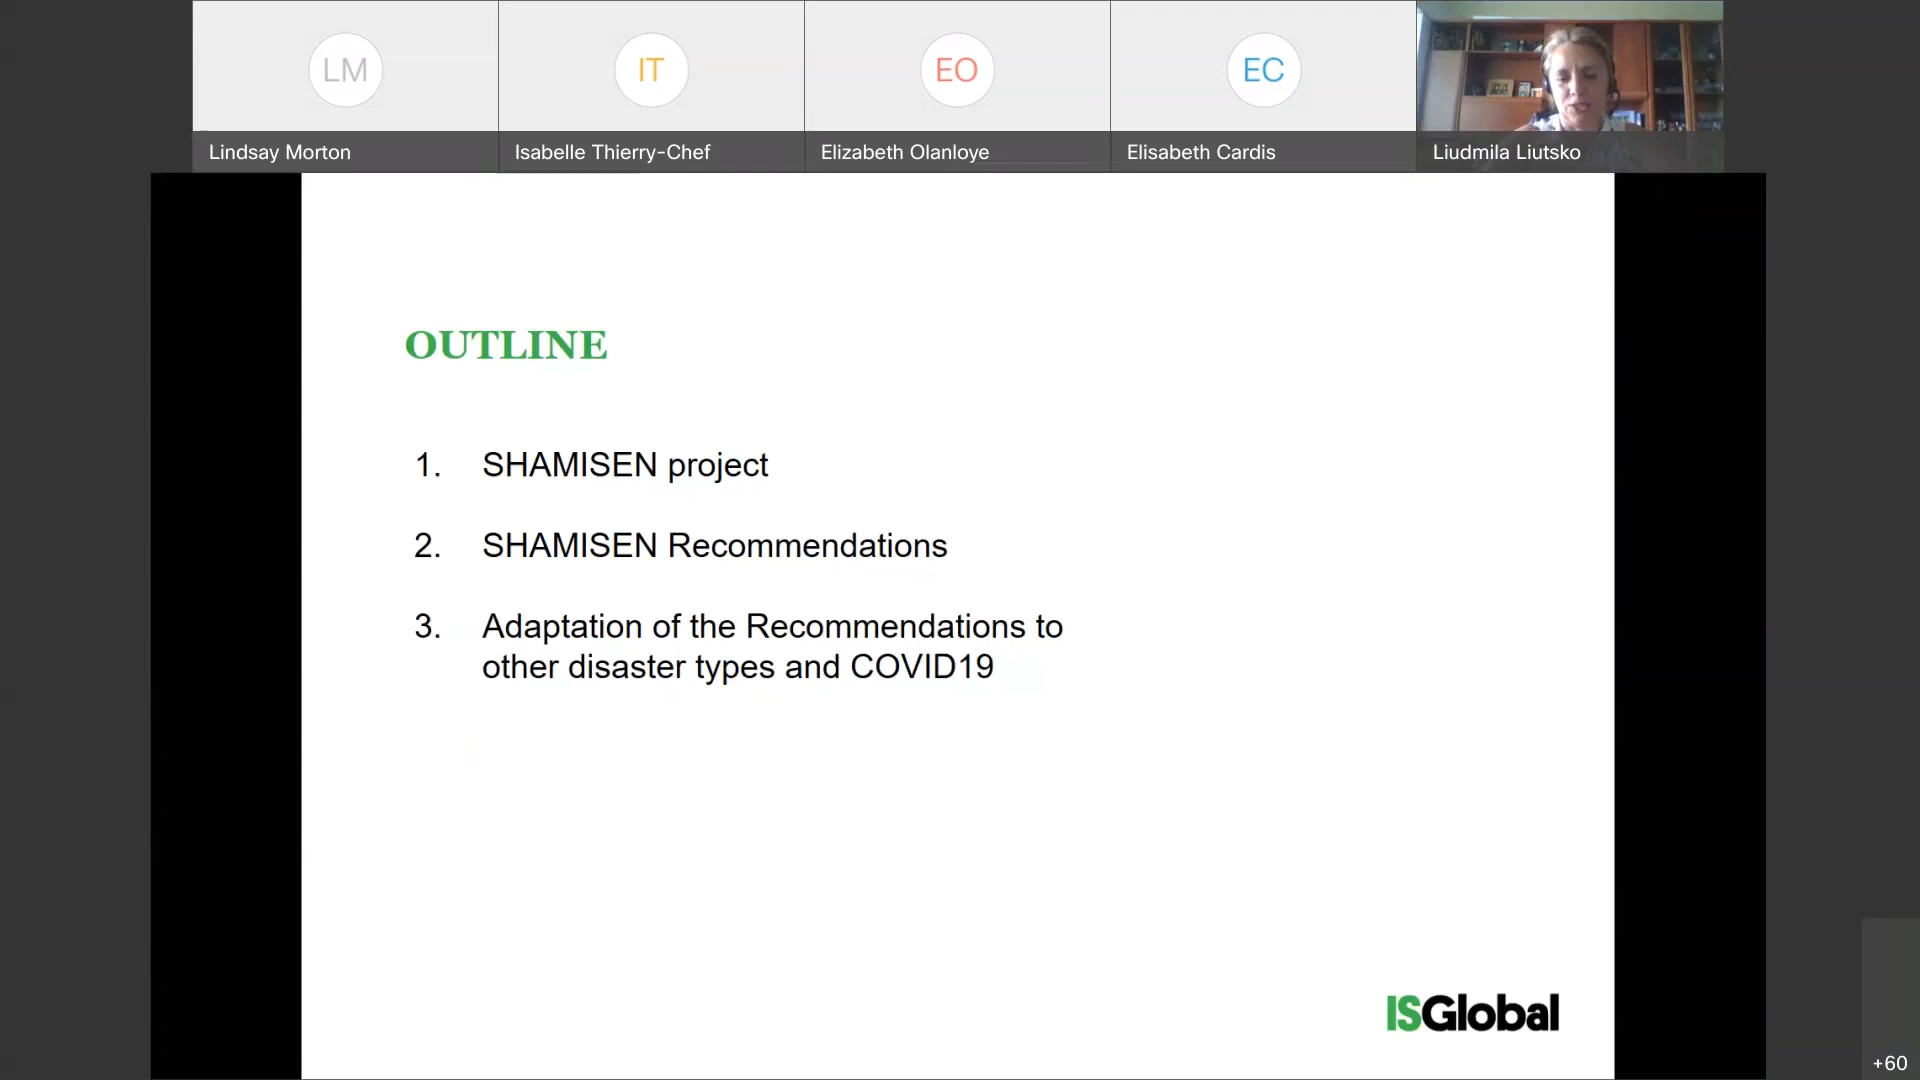 LM
IT
EO
EC
Lindsay Morton
Isabelle Thierry-Chef
Elizabeth Olanloye
Elisabeth Cardis
Liudmila Liutsko
OUTLINE
1. SHAMISEN project
2. SHAMISEN Recommendations
3. Adaptation of the Recommendations to
other disaster types and COVID19
ISGlobal
+60